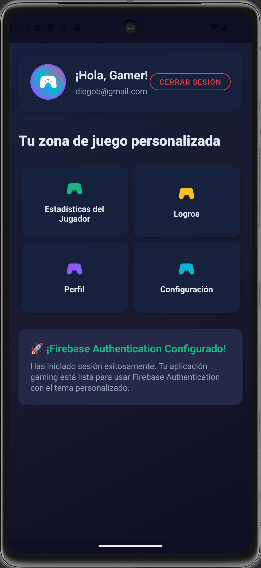 ¡Hola, Gamer!
diegob@gmail.com
CERRAR SESIÓN
Tu zona de juego personalizada
Estadísticas del
Jugador
Logros
Perfil
Configuración
🚀 ¡Firebase Authentication Configurado!
Has iniciado sesión exitosamente. Tu aplicación
gaming está lista para usar Firebase Authentication
con el tema personalizado.